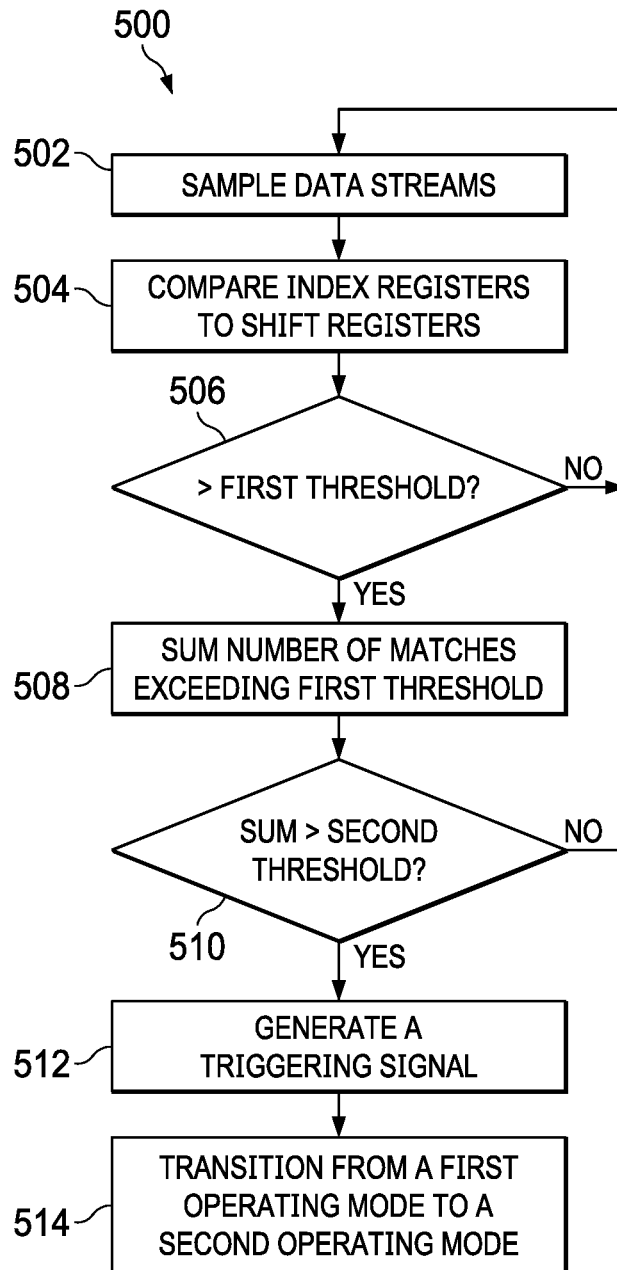 500
502
SAMPLE DATA STREAMS
504
COMPARE INDEX REGISTERS
TO SHIFT REGISTERS
506
> FIRST THRESHOLD?
NO
YES
508
SUM NUMBER OF MATCHES
EXCEEDING FIRST THRESHOLD
SUM > SECOND
THRESHOLD?
NO
510
YES
512
GENERATE A
TRIGGERING SIGNAL
514
TRANSITION FROM A FIRST
OPERATING MODE TO A
SECOND OPERATING MODE